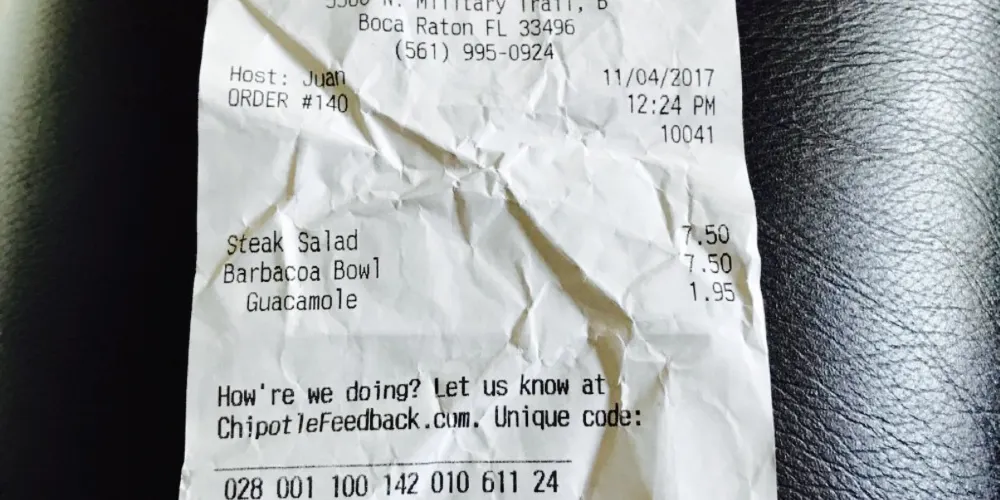 N. Military Trail, B
Boca Raton FL 33496
(561) 995-0924
Host: Juan 11/04/2017
ORDER #140 12:24 PM
10041
Steak Salad 7.50
Barbacoa Bowl 7.50
Guacamole 1.95
How're we doing? Let us know at
ChipotleFeedback.com. Unique code:
028 001 100 142 010 611 24